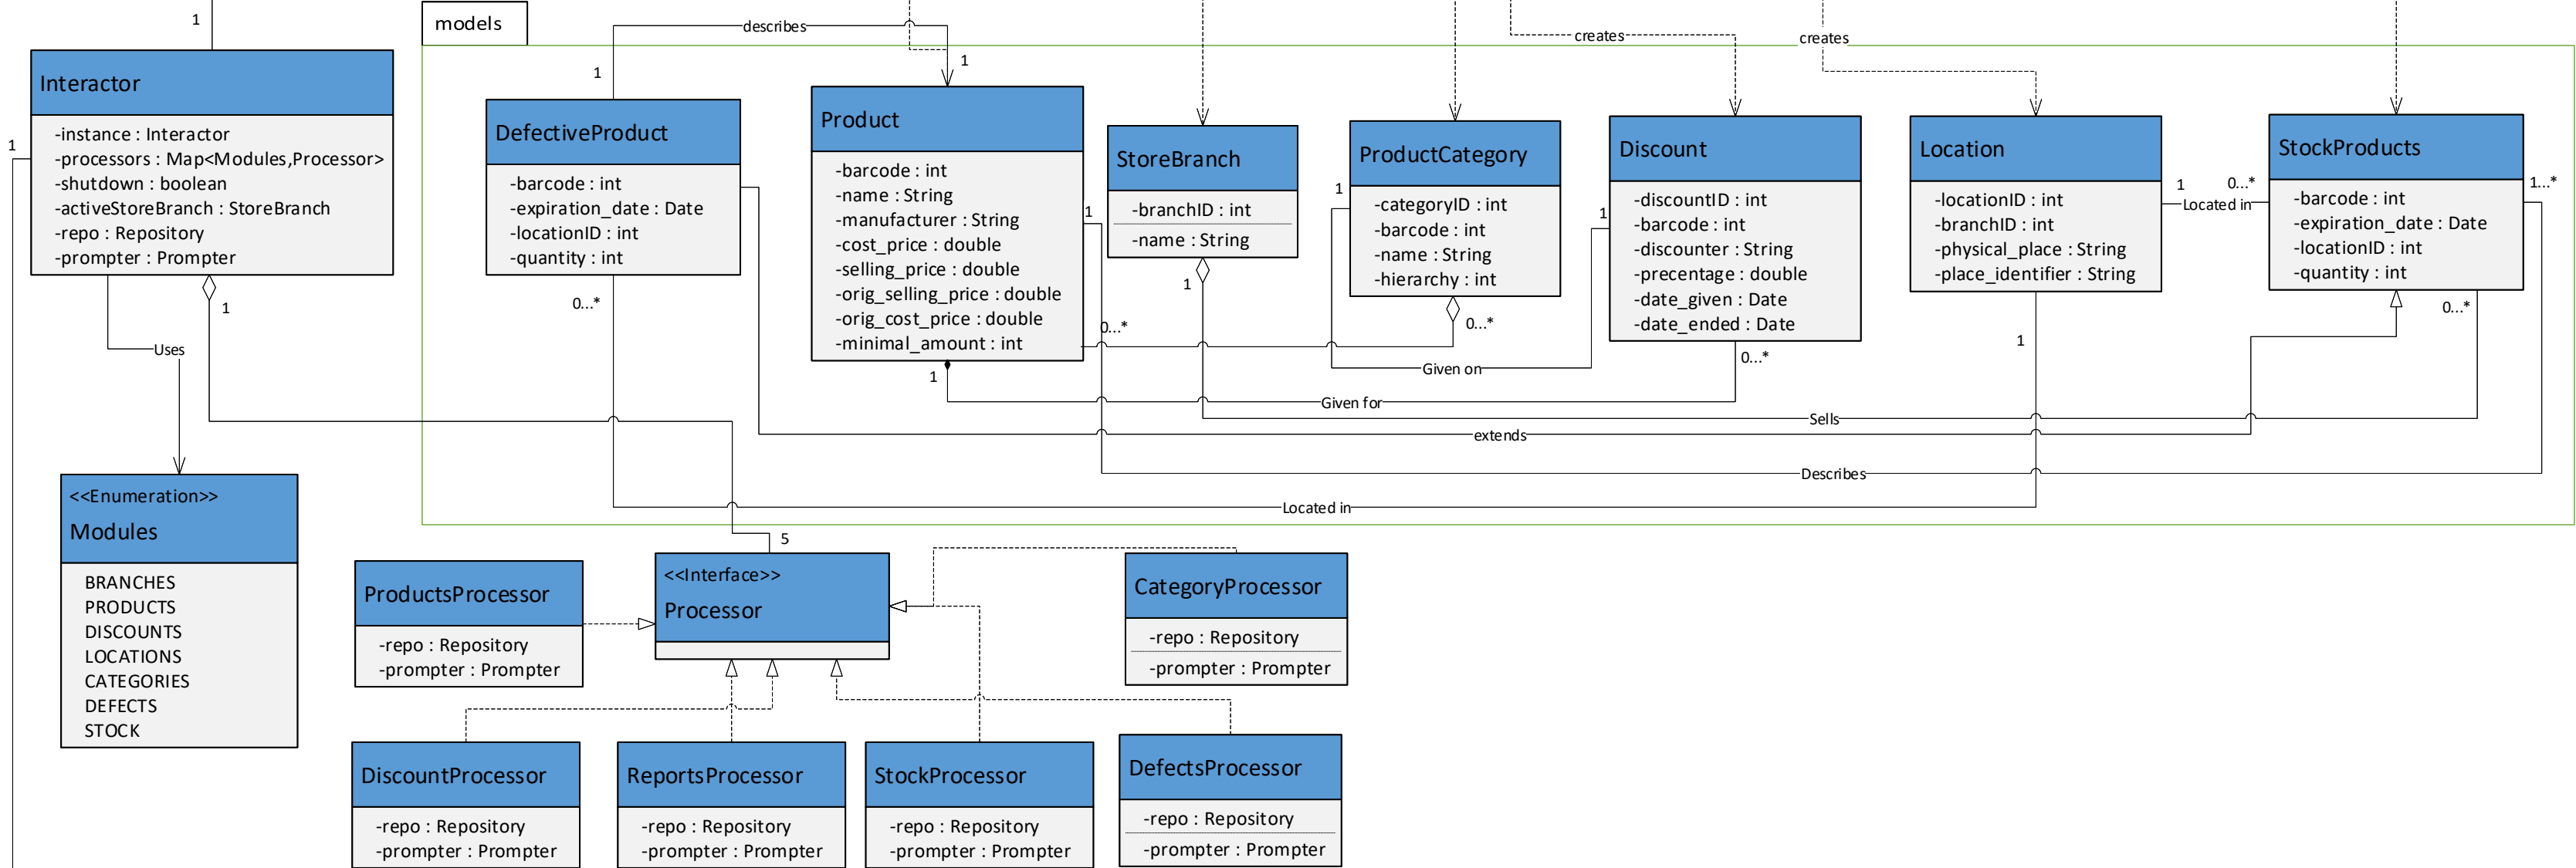 1
models
describes
creates
creates
1
1
Interactor
-instance : Interactor
-processors : Map<Modules,Processor>
-shutdown : boolean
-activeStoreBranch : StoreBranch
-repo : Repository
-prompter : Prompter
1
1
Uses
DefectiveProduct
-barcode : int
-expiration_date : Date
-locationID : int
-quantity : int
0...*
Product
-barcode : int
-name : String
-manufacturer : String
-cost_price : double
-selling_price : double
-orig_selling_price : double
-orig_cost_price : double
-minimal_amount : int
1
0...*
1
StoreBranch
-branchID : int
-name : String
1
ProductCategory
-categoryID : int
-barcode : int
-name : String
-hierarchy : int
1
0...*
Discount
-discountID : int
-barcode : int
-discounter : String
-precentage : double
-date_given : Date
-date_ended : Date
1
0...*
Location
-locationID : int
-branchID : int
-physical_place : String
-place_identifier : String
1
1
0...*
Located in
StockProducts
-barcode : int
-expiration_date : Date
-locationID : int
-quantity : int
1...*
0...*
Given on
Given for
Sells
extends
Describes
Located in
<<Enumeration>>
Modules
BRANCHES
PRODUCTS
DISCOUNTS
LOCATIONS
CATEGORIES
DEFECTS
STOCK
5
ProductsProcessor
-repo : Repository
-prompter : Prompter
<<Interface>>
Processor
CategoryProcessor
-repo : Repository
-prompter : Prompter
DiscountProcessor
-repo : Repository
-prompter : Prompter
ReportsProcessor
-repo : Repository
-prompter : Prompter
StockProcessor
-repo : Repository
-prompter : Prompter
DefectsProcessor
-repo : Repository
-prompter : Prompter